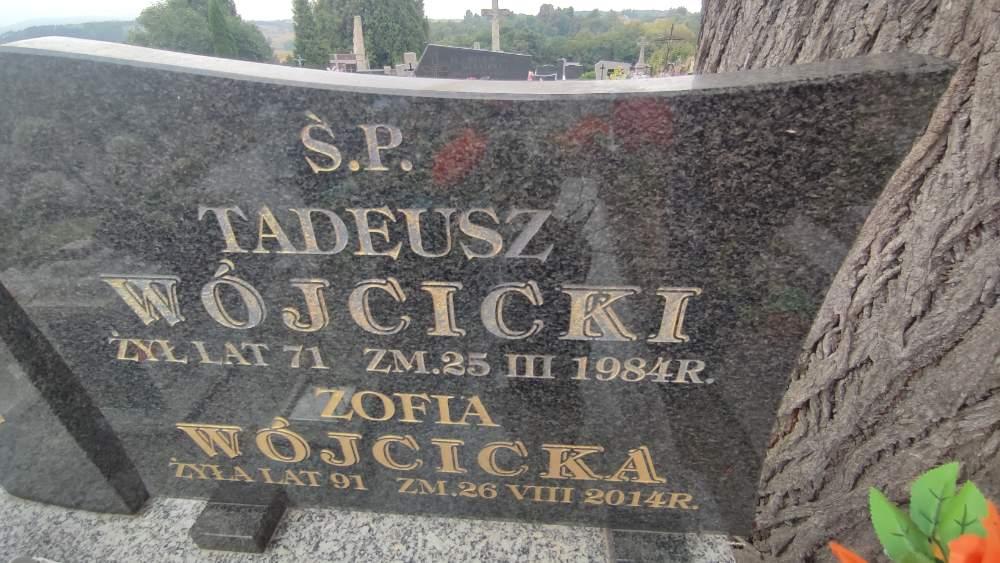 Ś.P.
TADEUSZ
WÓJCICKI
ŻYŁ LAT 71 ZM.25 III 1984R.
ZOFIA
WÓJCICKA
ŻYŁA LAT 91 ZM.26 VIII 2014R.